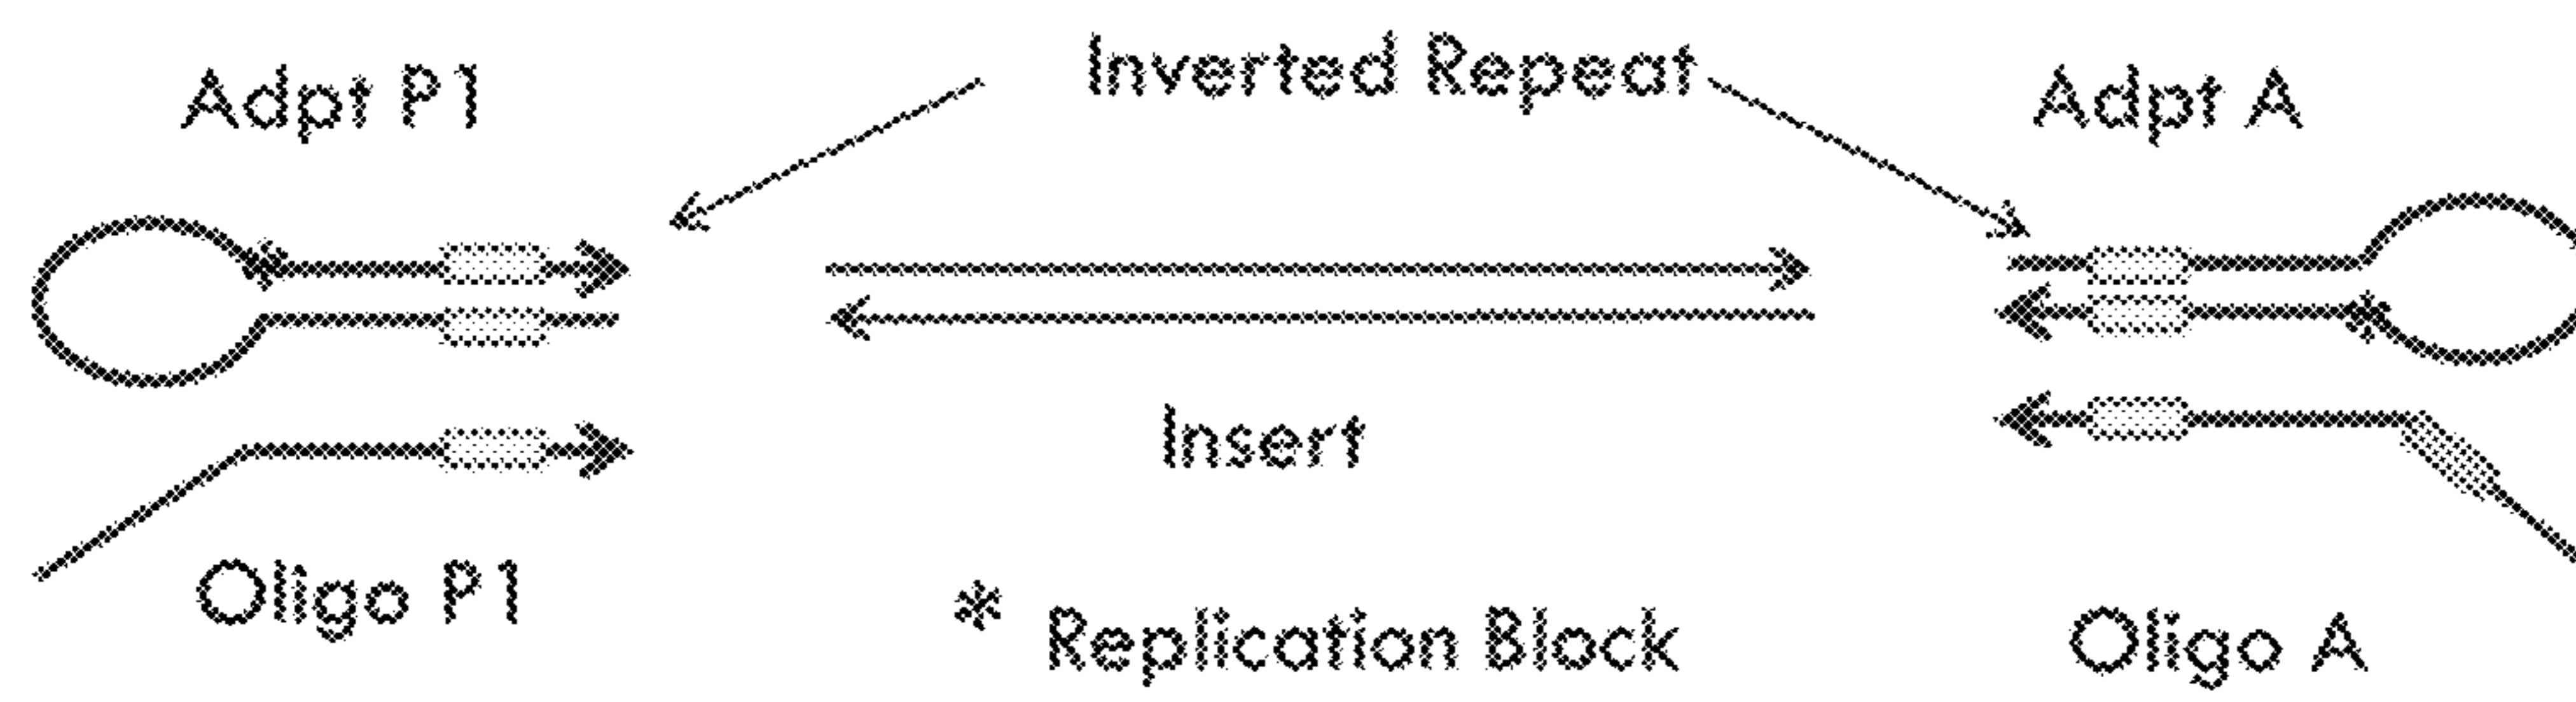 Adpt P1
Inverted Repeat
Adpt A
Insert
Oligo P1
* Replication Block
Oligo A